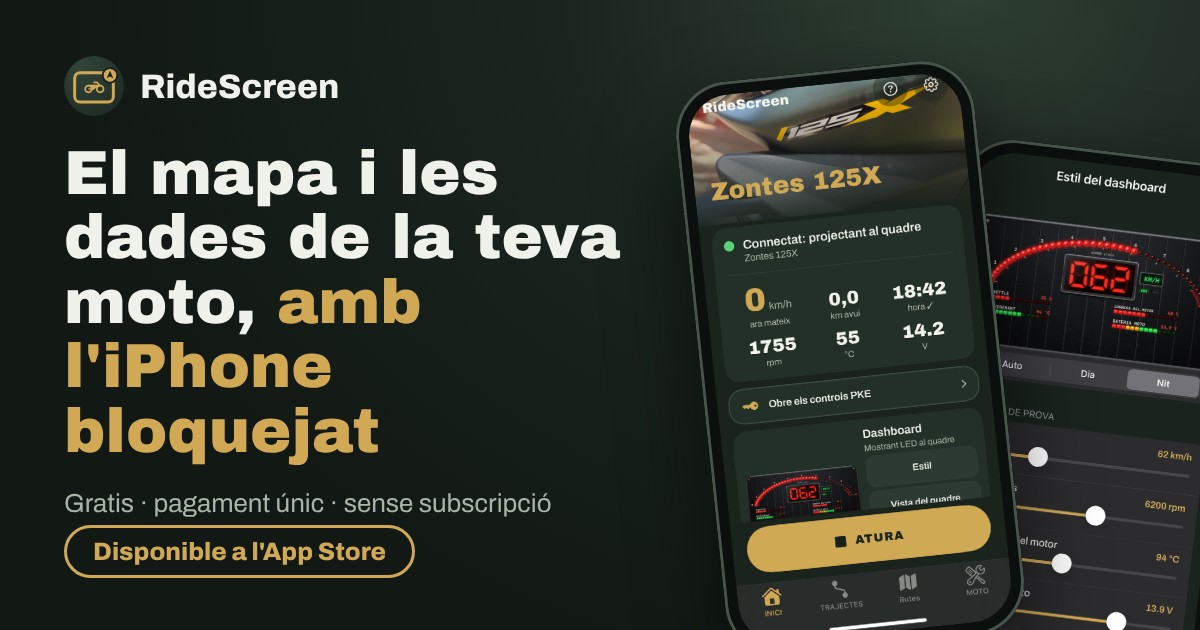 RideScreen
El mapa i les
dades de la teva
moto, amb
l'iPhone
bloquejat
Gratis · pagament únic · sense subscripció
Disponible a l'App Store
RideScreen
125X
Zontes 125X
Connectat: projectant al quadre
Zontes 125X
0 km/h
ara mateix
0,0
km avui
18:42
hora ✓
1755
rpm
55
°C
14.2
V
Obre els controls PKE
Dashboard
Mostrant LED al quadre
Estil
Vista del quadre
062
ATURA
INICI
TRAJECTES
Rutes
MOTO
Estil del dashboard
062
KM/H
Auto
Dia
Nit
DE PROVA
62 km/h
6200 rpm
el motor
94 °C
13.9 V